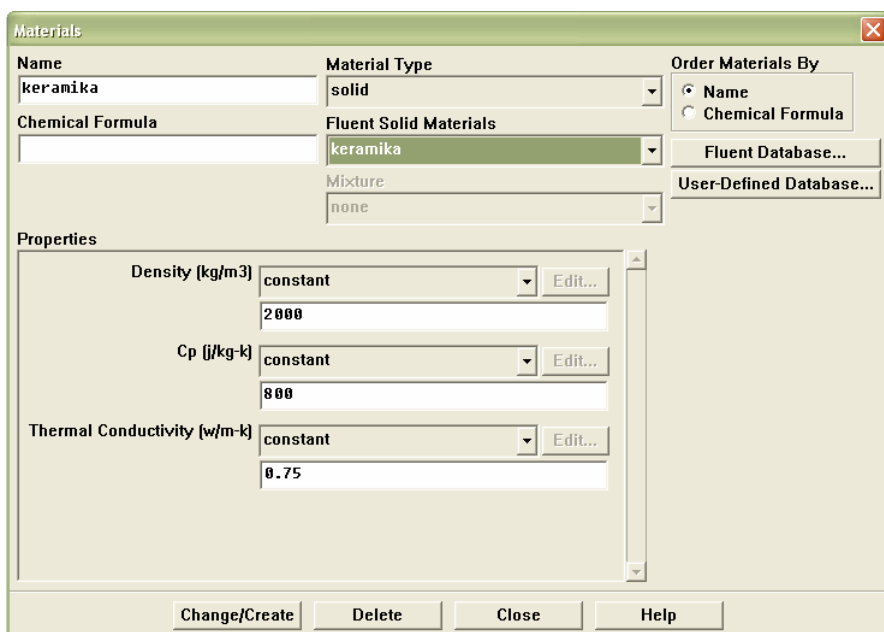 Materials
Name
keramika
Material Type
solid
Order Materials By
Name
Chemical Formula
Chemical Formula
Fluent Solid Materials
keramika
Fluent Database...
User-Defined Database...
Mixture
none
Properties
Density (kg/m3)
constant
Edit...
2000
Cp (j/kg-k)
constant
Edit...
800
Thermal Conductivity (w/m-k)
constant
Edit...
0.75
Change/Create
Delete
Close
Help